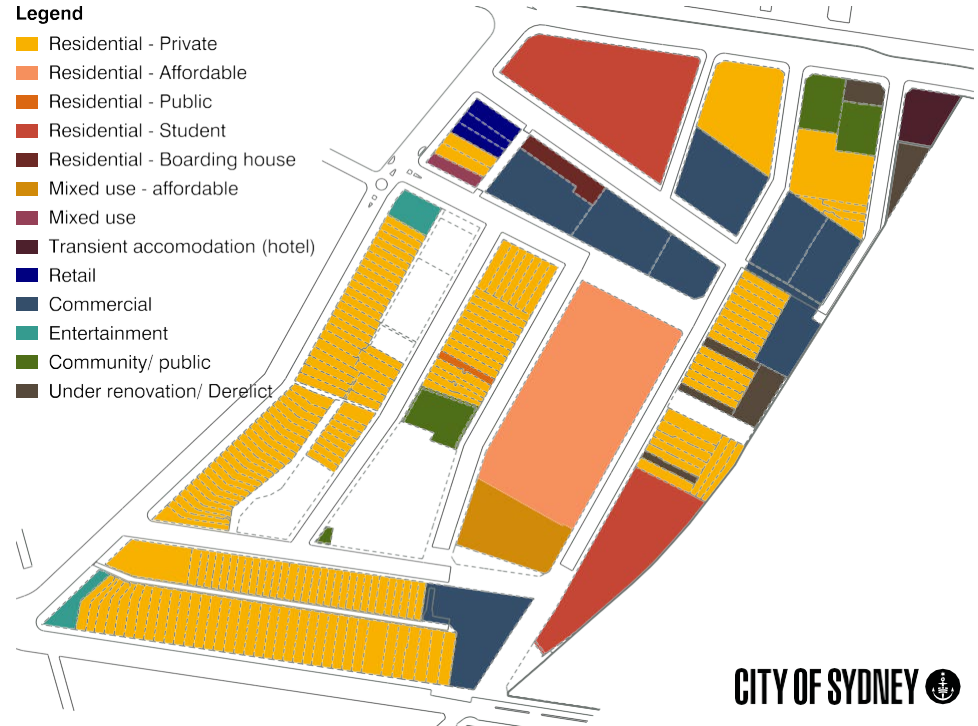 Legend
Residential - Private
Residential - Affordable
Residential - Public
Residential - Student
Residential - Boarding house
Mixed use - affordable
Mixed use
Transient accomodation (hotel)
Retail
Commercial
Entertainment
Community/ public
Under renovation/ Derelict
CITY OF SYDNEY